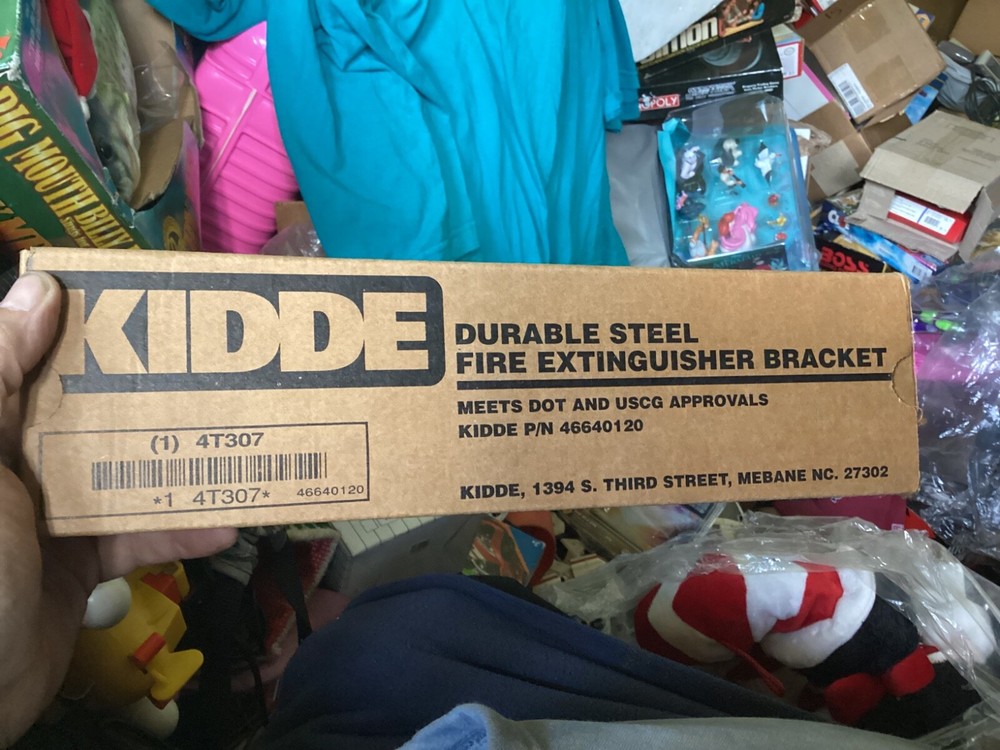 BIG MOUTH BILLY
OPOLY
BOSS
KIDDE
DURABLE STEEL
FIRE EXTINGUISHER BRACKET
MEETS DOT AND USCG APPROVALS
KIDDE P/N 46640120
(1) 4T307
*1 4T307* 46640120
KIDDE, 1394 S. THIRD STREET, MEBANE NC. 27302